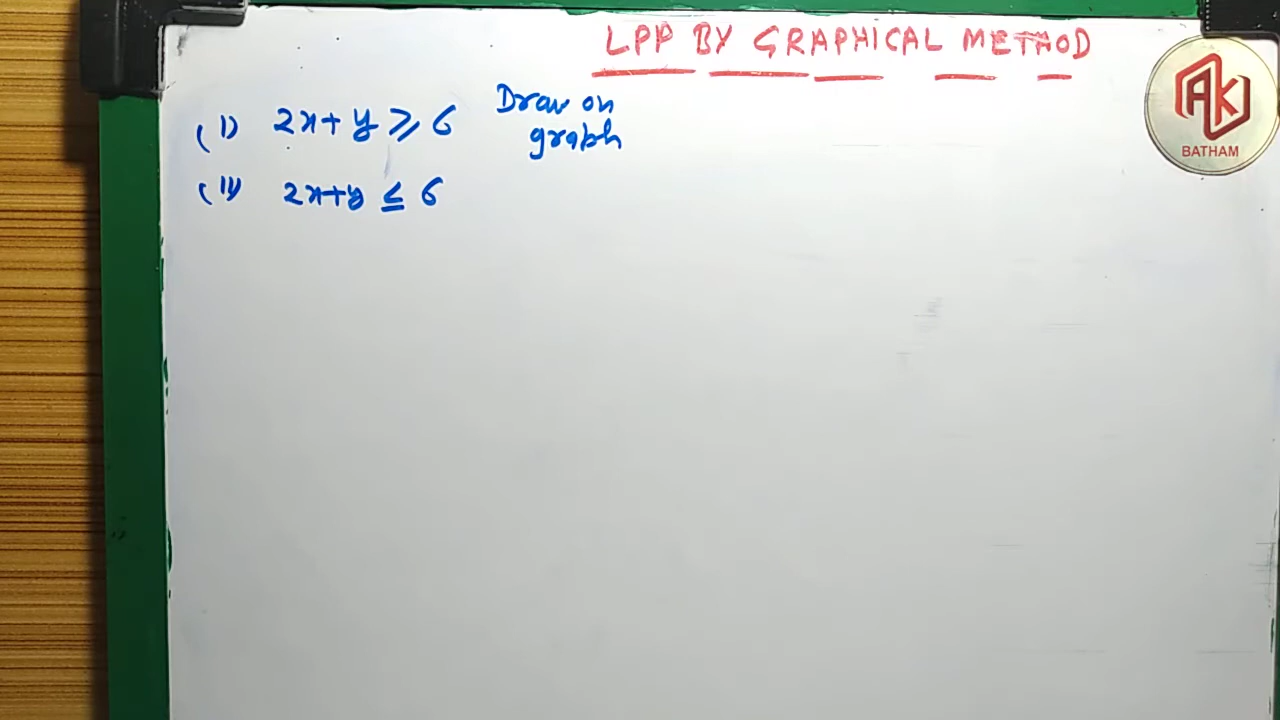 LPP BY GRAPHICAL METHOD
AK
BATHAM
(I) 2x+y ⩾ 6 Draw on graph
(II) 2x+y ≤ 6